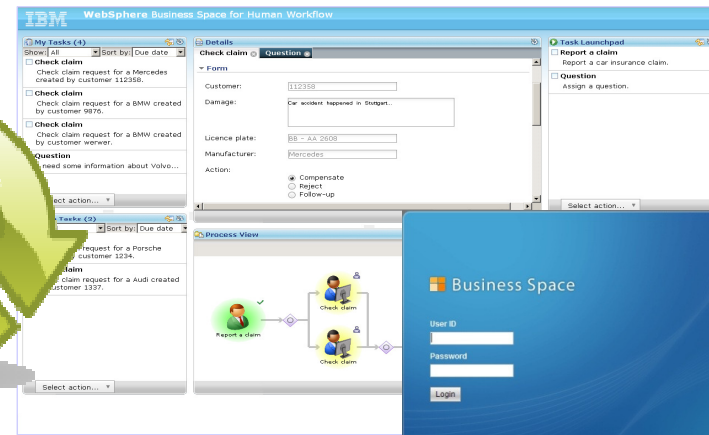 IBM WebSphere Business Space for Human Workflow
My Tasks (4)
Show: All Sort by: Due date
Check claim
Check claim request for a Mercedes
created by customer 112358.
Check claim
Check claim request for a BMW created
by customer 9876.
Check claim
Check claim request for a BMW created
by customer werwer.
Question
need some information about Volvo...
ect action...
Tasks (2)
Sort by: Due date
request for a Porsche
customer 1234.
claim
claim request for a Audi created
ustomer 1337.
Select action...
Details
Check claim Question
Form
Customer: 112358
Damage: Car accident happened in Stuttgart...
Licence plate: BB - AA 2608
Manufacturer: Mercedes
Action:
Compensate
Reject
Follow-up
Process View
Report a claim
Check claim
Check claim
Task Launchpad
Report a claim
Report a car insurance claim.
Question
Assign a question.
Select action...
Business Space
User ID
Password
Login